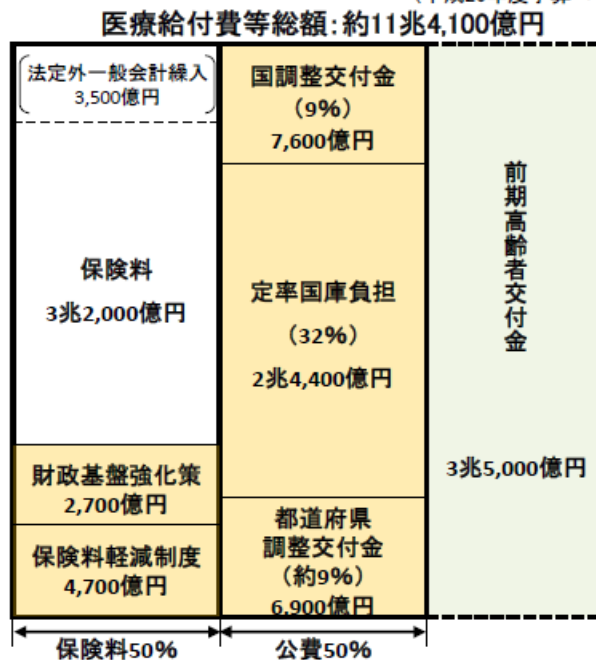 医療給付費等総額:約11兆4,100億円
法定外一般会計繰入
3,500億円
保険料
3兆2,000億円
財政基盤強化策
2,700億円
保険料軽減制度
4,700億円
国調整交付金
(9%)
7,600億円
定率国庫負担
(32%)
2兆4,400億円
都道府県
調整交付金
(約9%)
6,900億円
前期高齢者交付金
3兆5,000億円
保険料50%
公費50%